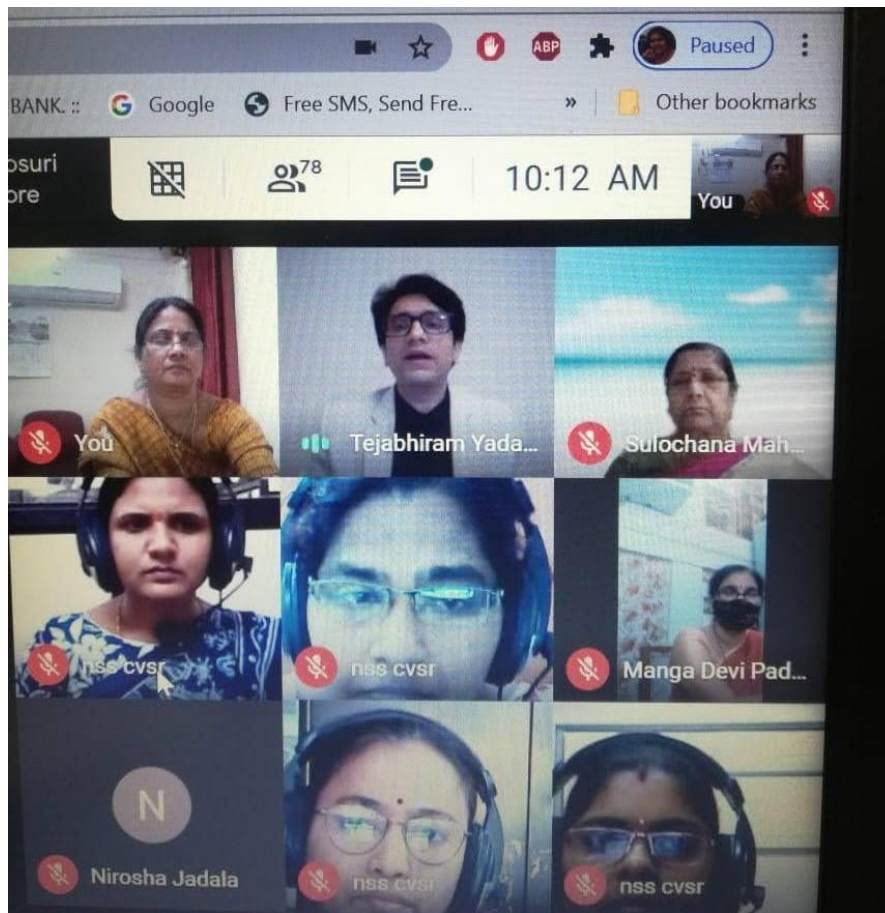 Paused
BANK. ::
Google
Free SMS, Send Fre...
»
Other bookmarks
ABP
osuri
ore
78
10:12 AM
You
You
Tejabhiram Yada...
Sulochana Mah...
nss cvsr
nss cvsr
Manga Devi Pad...
N
Nirosha Jadala
nss cvsr
nss cvsr